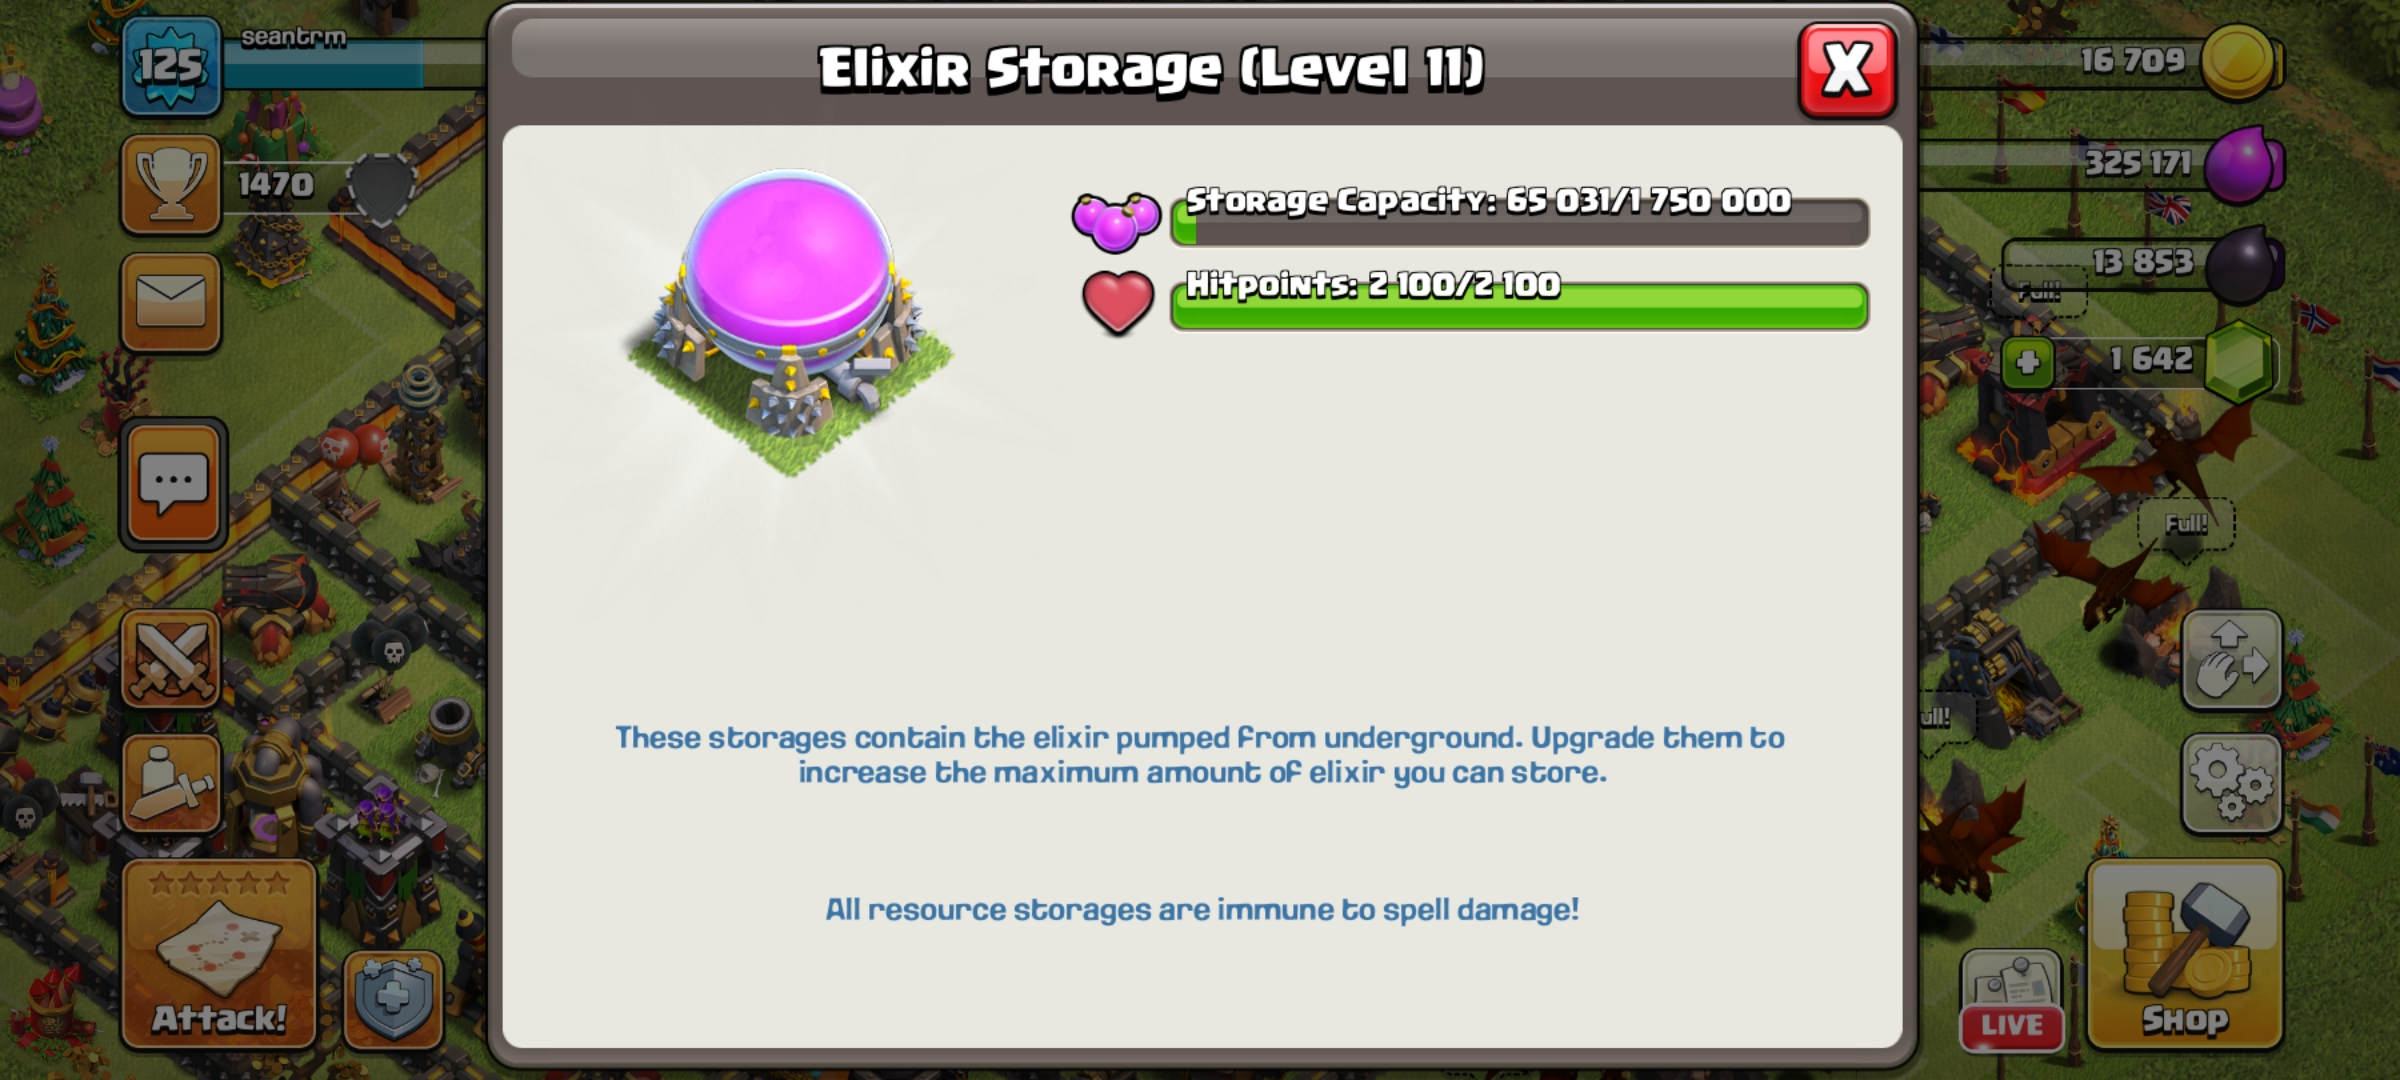 125
seantrm
1470
Elixir Storage (Level 11)
X
Storage Capacity: 65 031/1 750 000
Hitpoints: 2 100/2 100
These storages contain the elixir pumped from underground. Upgrade them to
increase the maximum amount of elixir you can store.
All resource storages are immune to spell damage!
16 709
325 171
13 853
Full!
1 642
Full!
ull!
Attack!
LIVE
Shop